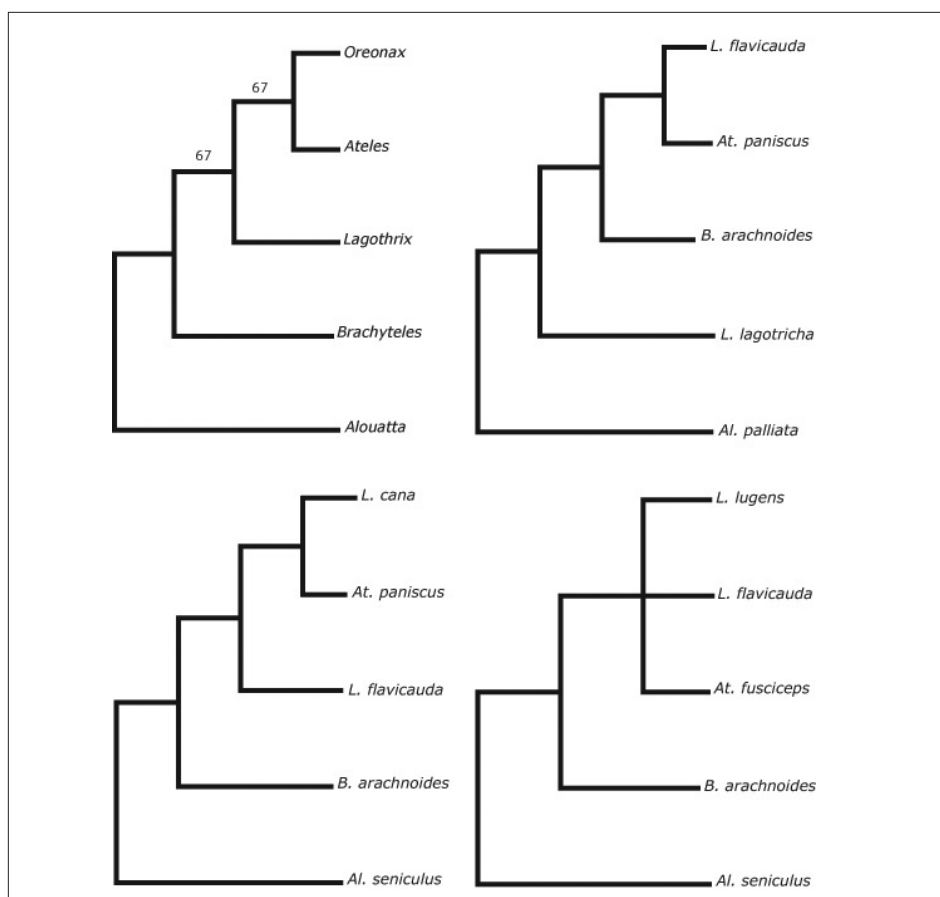 Oreonax
67
Ateles
67
Lagothrix
Brachyteles
Alouatta
L. flavicauda
At. paniscus
B. arachnoides
L. lagotricha
Al. palliata
L. cana
At. paniscus
L. flavicauda
B. arachnoides
Al. seniculus
L. lugens
L. flavicauda
At. fusciceps
B. arachnoides
Al. seniculus